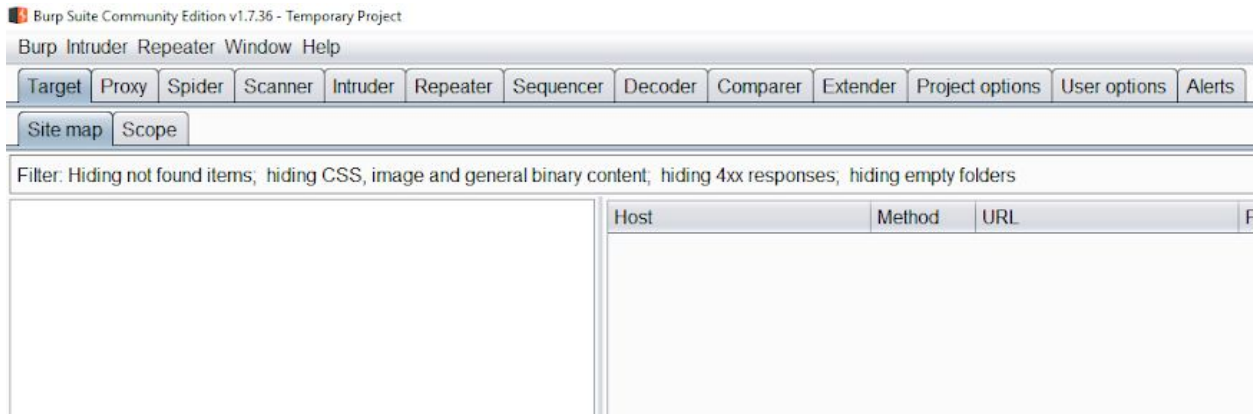 Burp Suite Community Edition v1.7.36 - Temporary Project
Burp Intruder Repeater Window Help
Target Proxy Spider Scanner Intruder Repeater Sequencer Decoder Comparer Extender Project options User options Alerts
Site map Scope
Filter: Hiding not found items; hiding CSS, image and general binary content; hiding 4xx responses; hiding empty folders
Host Method URL